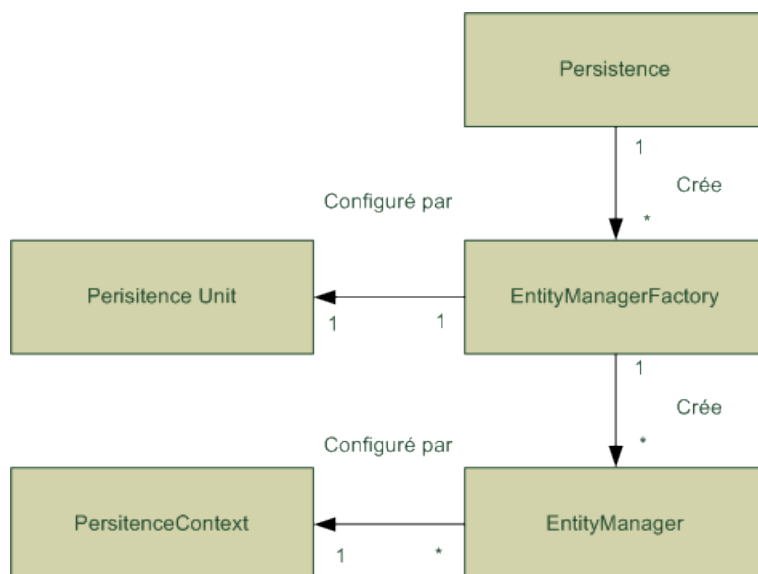 Persistence
1
Crée
*
Configuré par
Perisitence Unit
EntityManagerFactory
1
1
1
Crée
*
Configuré par
PersitenceContext
EntityManager
1
*